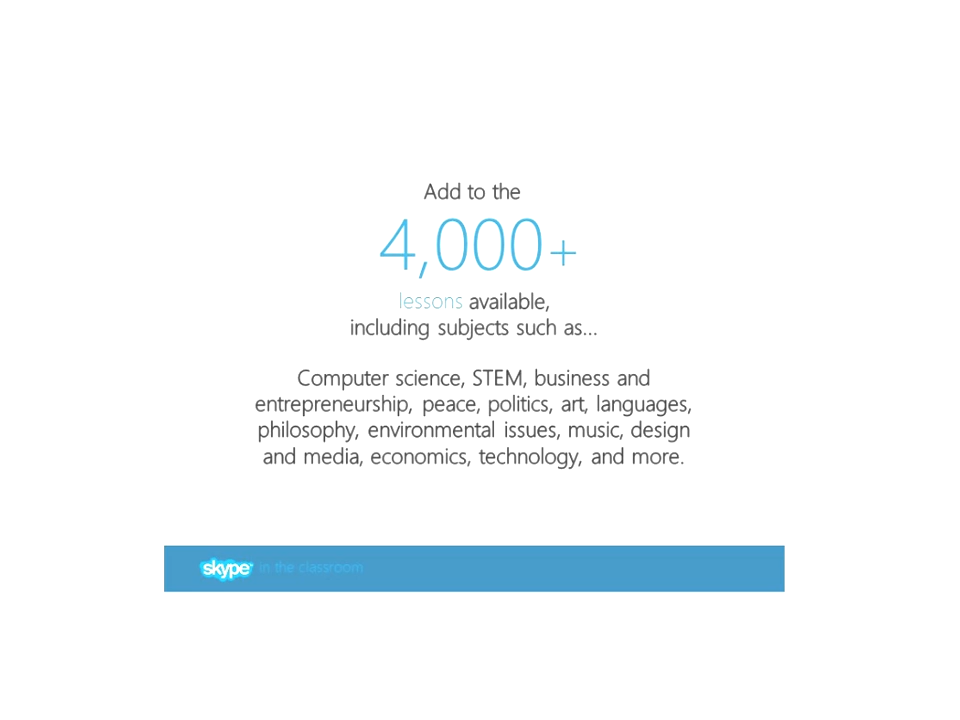 Add to the
4,000+
lessons available,
including subjects such as...
Computer science, STEM, business and
entrepreneurship, peace, politics, art, languages,
philosophy, environmental issues, music, design
and media, economics, technology, and more.
skype™ in the classroom